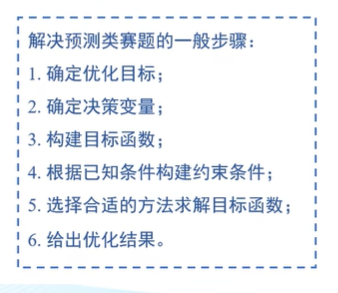 解决预测类赛题的一般步骤：
1. 确定优化目标；
2. 确定决策变量；
3. 构建目标函数；
4. 根据已知条件构建约束条件；
5. 选择合适的方法求解目标函数；
6. 给出优化结果。